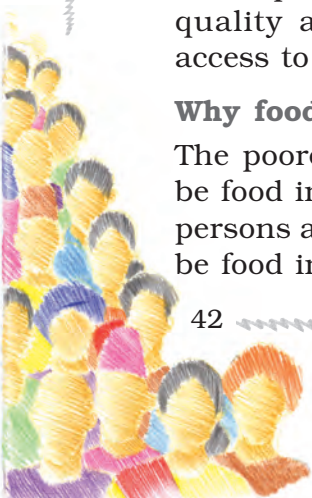 quality a
access to
Why food
The poore
be food in
persons a
be food in
42